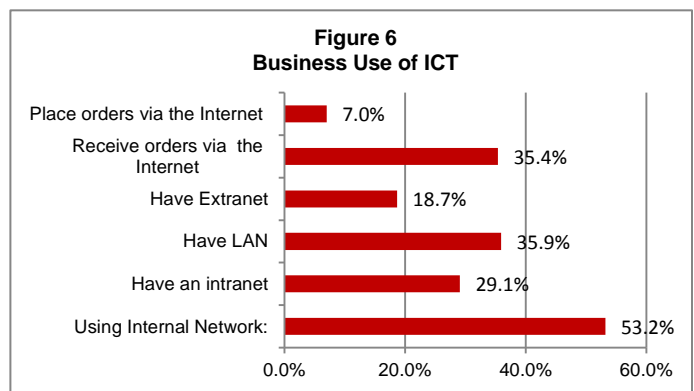 Figure 6
Business Use of ICT
Place orders via the Internet
7.0%
Receive orders via the
Internet
35.4%
Have Extranet
18.7%
Have LAN
35.9%
Have an intranet
29.1%
Using Internal Network:
53.2%
0.0% 20.0% 40.0% 60.0%